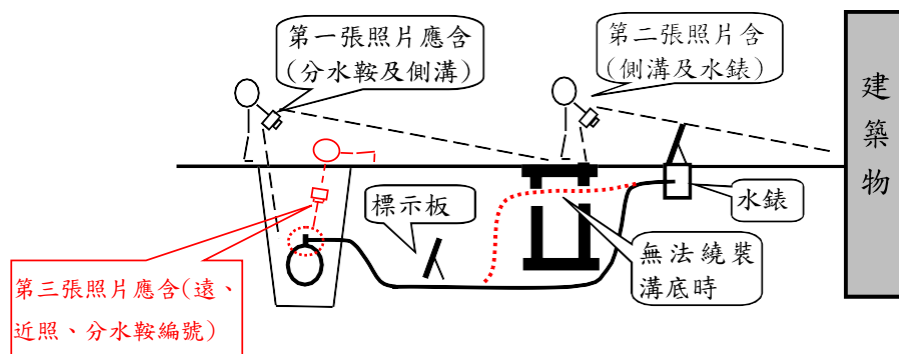 第一張照片應含
(分水鞍及側溝)
第二張照片含
(側溝及水錶)
建築物
標示板
水錶
無法繞裝
溝底時
第三張照片應含(遠、
近照、分水鞍編號)